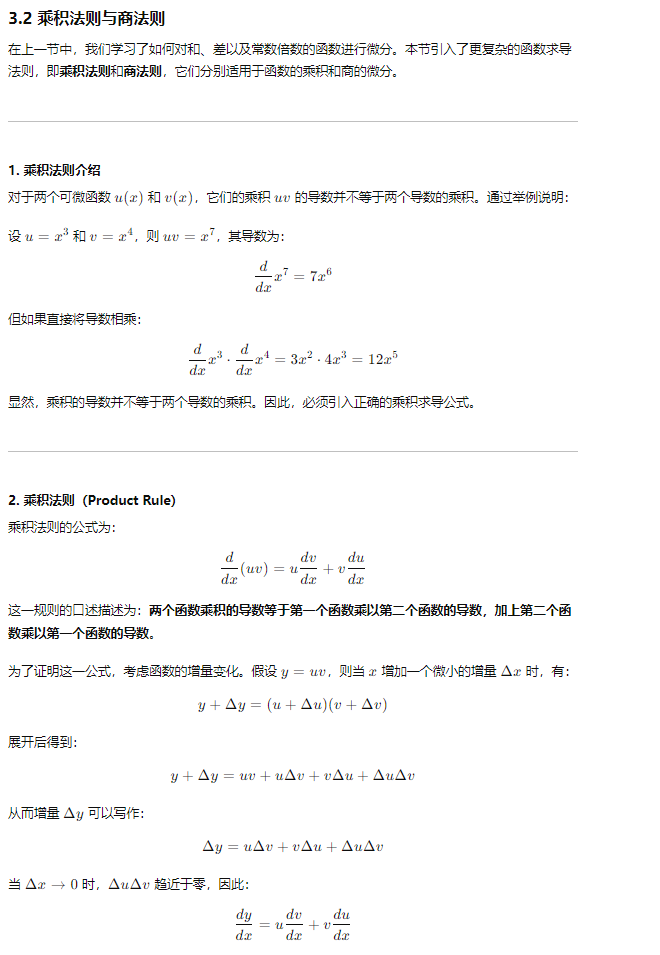 3.2 乘积法则与商法则
在上一节中，我们学习了如何对和、差以及常数倍数的函数进行微分。本节引入了更复杂的函数求导
法则，即乘积法则和商法则，它们分别适用于函数的乘积和商的微分。
1. 乘积法则介绍
对于两个可微函数 u(x) 和 v(x)，它们的乘积 uv 的导数并不等于两个导数的乘积。通过举例说明：
设 u = x³ 和 v = x⁴，则 uv = x⁷，其导数为：
d/dx x⁷ = 7x⁶
但如果直接将导数相乘：
d/dx x³ · d/dx x⁴ = 3x² · 4x³ = 12x⁵
显然，乘积的导数并不等于两个导数的乘积。因此，必须引入正确的乘积求导公式。
2. 乘积法则（Product Rule）
乘积法则的公式为：
d/dx (uv) = u dv/dx + v du/dx
这一规则的口述描述为：两个函数乘积的导数等于第一个函数乘以第二个函数的导数，加上第二个函
数乘以第一个函数的导数。
为了证明这一公式，考虑函数的增量变化。假设 y = uv，则当 x 增加一个微小的增量 Δx 时，有：
y + Δy = (u + Δu)(v + Δv)
展开后得到：
y + Δy = uv + uΔv + vΔu + ΔuΔv
从而增量 Δy 可以写作：
Δy = uΔv + vΔu + ΔuΔv
当 Δx → 0 时，ΔuΔv 趋近于零，因此：
dy/dx = u dv/dx + v du/dx